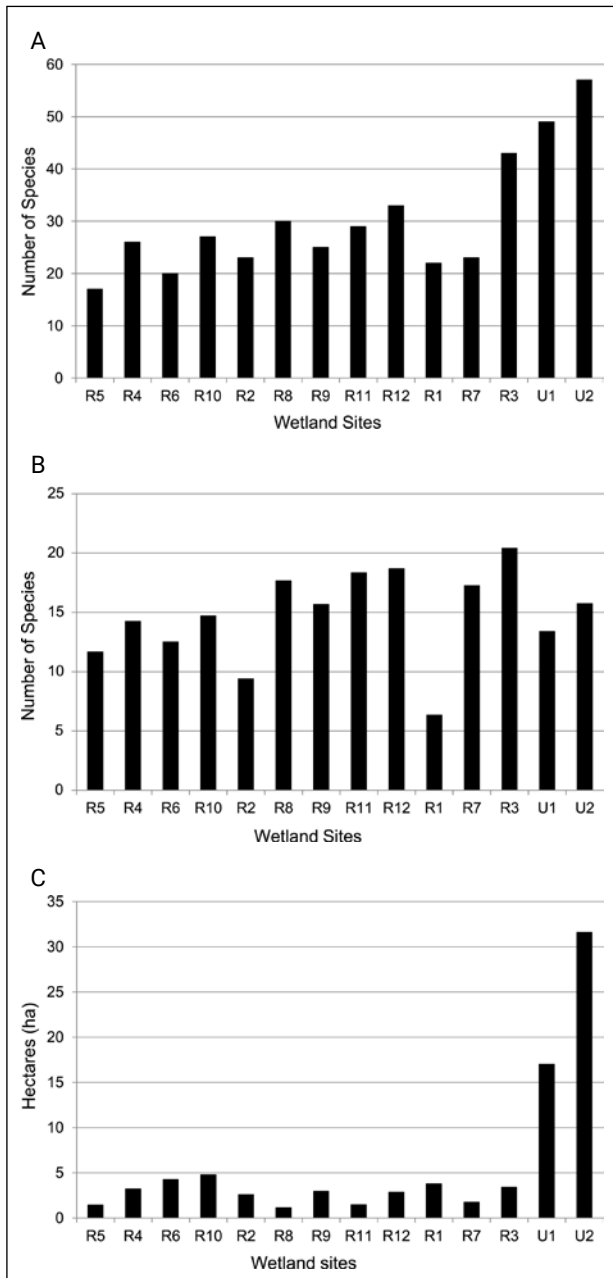 A
60
50
40
30
20
10
0
Number of Species
R5 R4 R6 R10 R2 R8 R9 R11 R12 R1 R7 R3 U1 U2
Wetland Sites
B
25
20
15
10
5
0
Number of Species
R5 R4 R6 R10 R2 R8 R9 R11 R12 R1 R7 R3 U1 U2
Wetland Sites
C
35
30
25
20
15
10
5
0
Hectares (ha)
R5 R4 R6 R10 R2 R8 R9 R11 R12 R1 R7 R3 U1 U2
Wetland sites